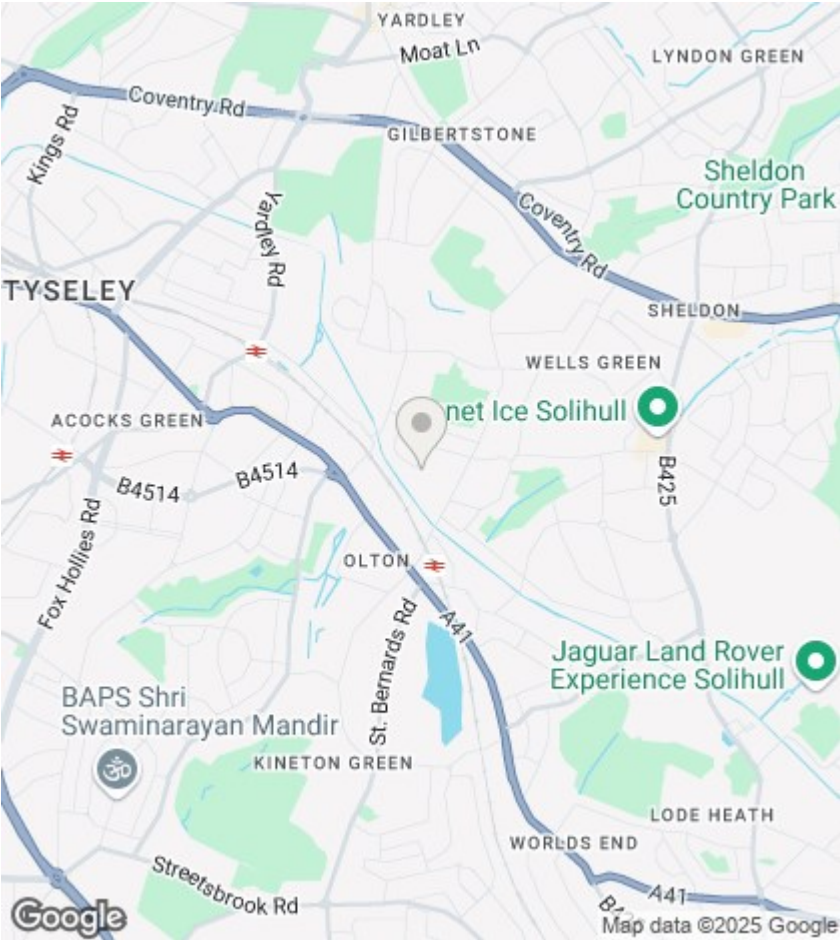 YARDLEY
Moat Ln
LYNDON GREEN
Coventry Rd
Kings Rd
GILBERTSTONE
Sheldon
Country Park
Yardley Rd
Coventry Rd
TYSELEY
SHELDON
WELLS GREEN
net Ice Solihull
ACOCKS GREEN
B4514
B4514
B425
Fox Hollies Rd
OLTON
A41
St. Bernards Rd
Jaguar Land Rover
Experience Solihull
BAPS Shri
Swaminarayan Mandir
ॐ
KINETON GREEN
LODE HEATH
WORLDS END
Streetsbrook Rd
A41
Google
Map data ©2025 Google